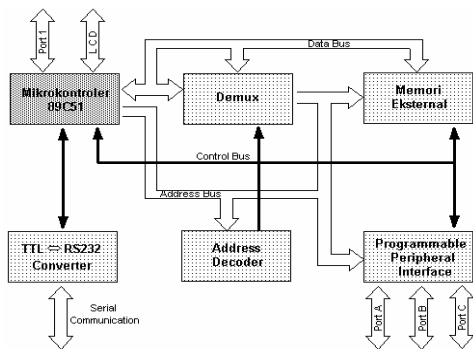 Port 1
LCD
Data Bus
Mikrokontroler
89C51
Demux
Memori
Eksternal
Control Bus
Address Bus
TTL ⇔ RS232
Converter
Address
Decoder
Programmable
Peripheral
Interface
Serial
Communication
Port A
Port B
Port C